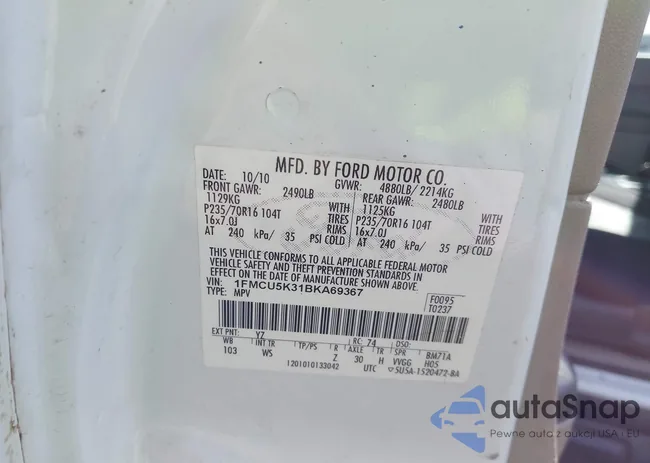 MFD. BY FORD MOTOR CO.
DATE: 10/10 GVWR: 4880LB/ 2214KG
FRONT GAWR: 2490LB REAR GAWR: 2480LB
1129KG WITH 1125KG WITH
P235/70R16 104T TIRES P235/70R16 104T TIRES
16x7.0J RIMS 16x7.0J RIMS
AT 240 kPa/ 35 PSI COLD AT 240 kPa/ 35 PSI COLD
THIS VEHICLE CONFORMS TO ALL APPLICABLE FEDERAL MOTOR
VEHICLE SAFETY AND THEFT PREVENTION STANDARDS IN
EFFECT ON THE DATE OF MANUFACTURE SHOWN ABOVE.
VIN: 1FMCU5K31BKA69367 F0095
TYPE: MPV T0237
EXT PNT: YZ RC: 74 DSO:
WB INT TR TP/PS R AXLE TR SPR BM71A
103 WS Z 30 H VVGG H05
1201010133042 UTC ▽5USA-1520472-BA
autaSnap
Pewne auta z aukcji USA i EU